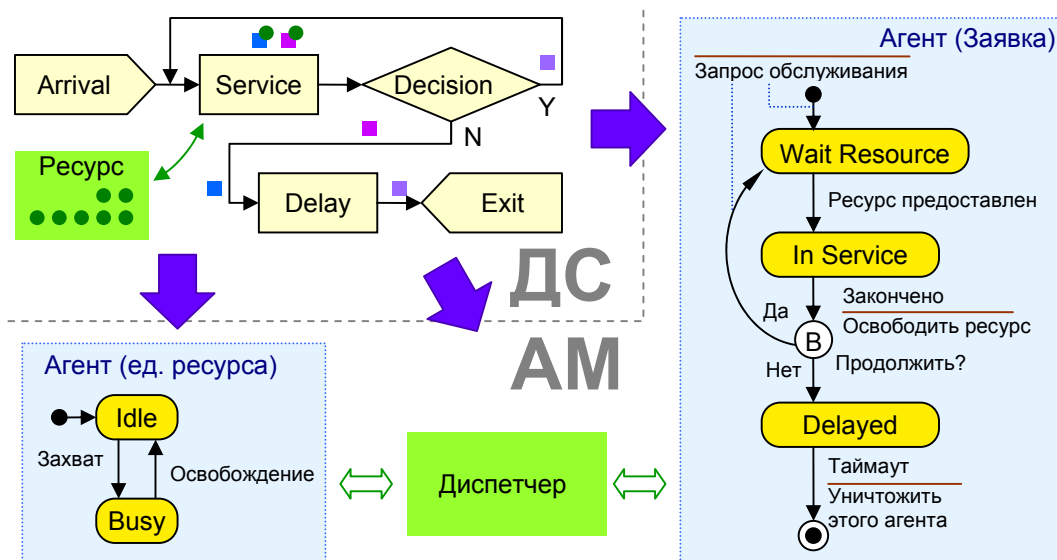 Arrival
Service
Decision
Y
N
Ресурс
Delay
Exit
ДС
АМ
Агент (ед. ресурса)
Idle
Захват
Освобождение
Busy
Диспетчер
Агент (Заявка)
Запрос обслуживания
Wait Resource
Ресурс предоставлен
In Service
Закончено
Да
Освободить ресурс
B
Нет
Продолжить?
Delayed
Таймаут
Уничтожить
этого агента